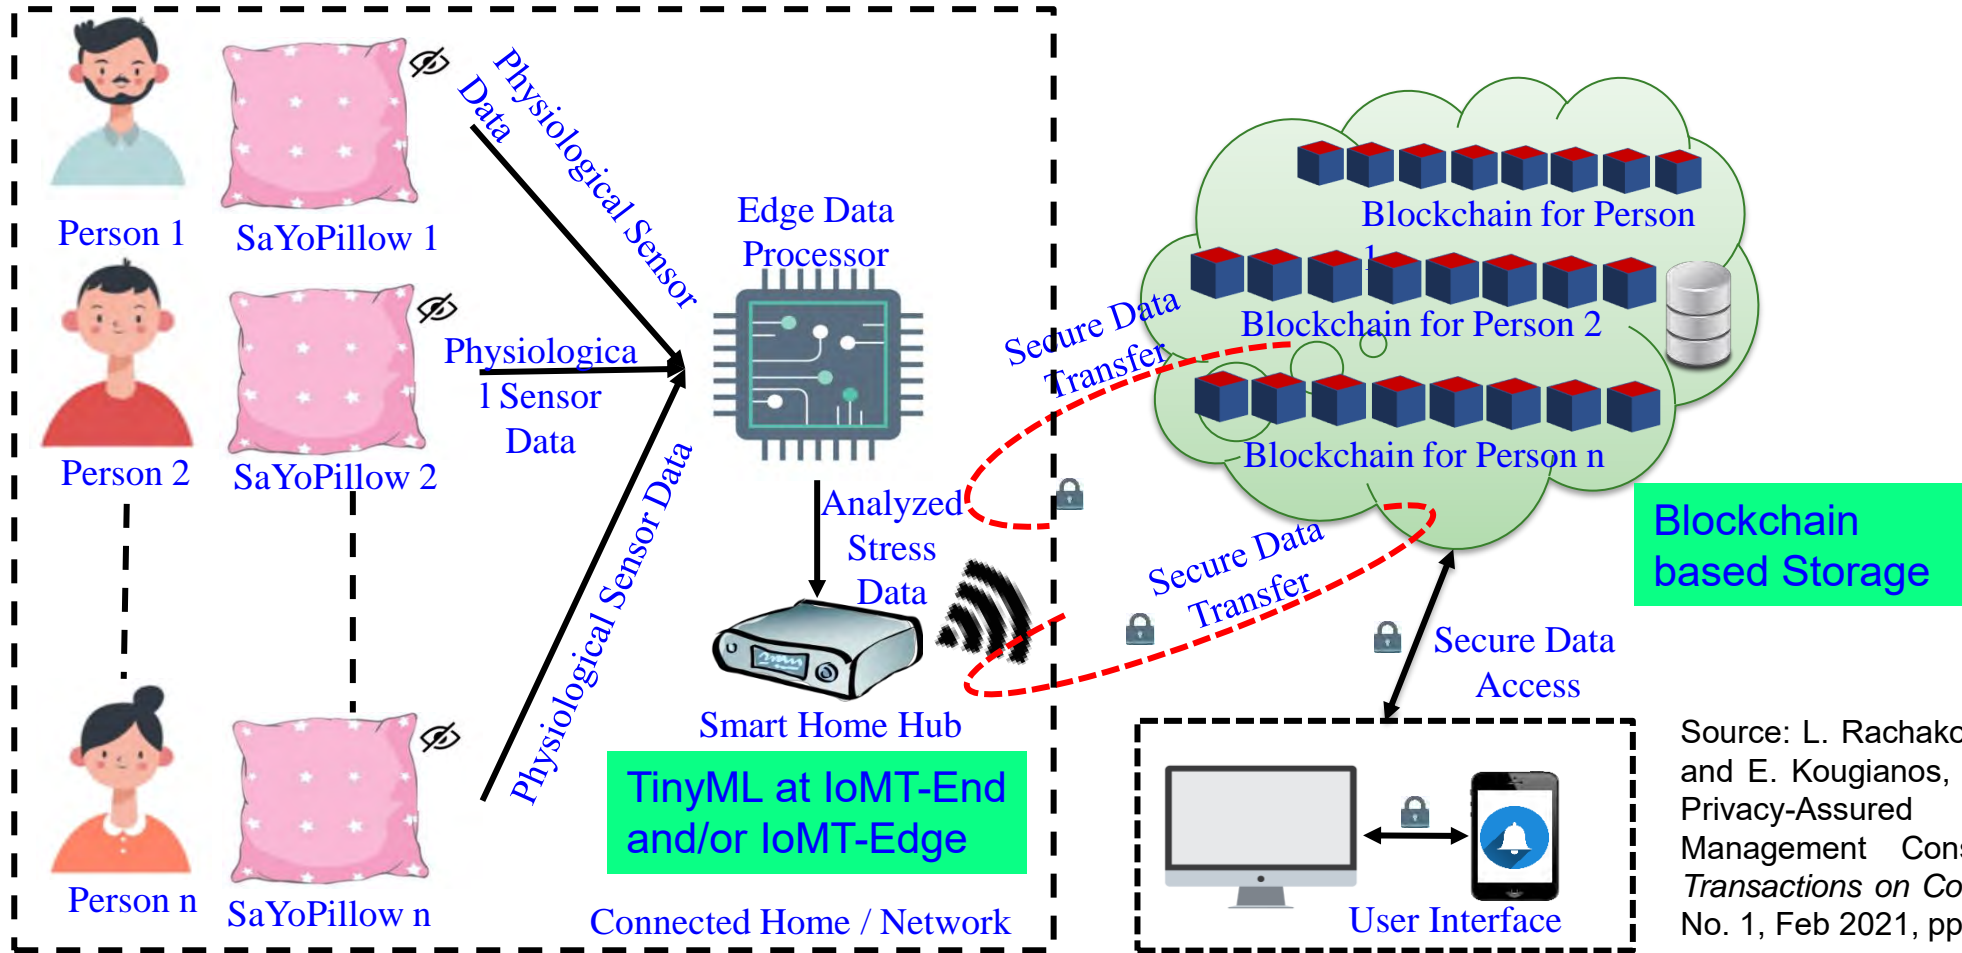 Person 1
SaYoPillow 1
Physiological Sensor
Data
Person 2
SaYoPillow 2
Physiologica
l Sensor
Data
Person n
SaYoPillow n
Physiological Sensor Data
Edge Data
Processor
Analyzed
Stress
Data
Smart Home Hub
TinyML at IoMT-End
and/or IoMT-Edge
Connected Home / Network
Secure Data
Transfer
Secure Data
Transfer
Blockchain for Person
1
Blockchain for Person 2
Blockchain for Person n
Blockchain
based Storage
Secure Data
Access
User Interface
Source: L. Rachako
and E. Kougianos,
Privacy-Assured
Management Cons
Transactions on Co
No. 1, Feb 2021, pp